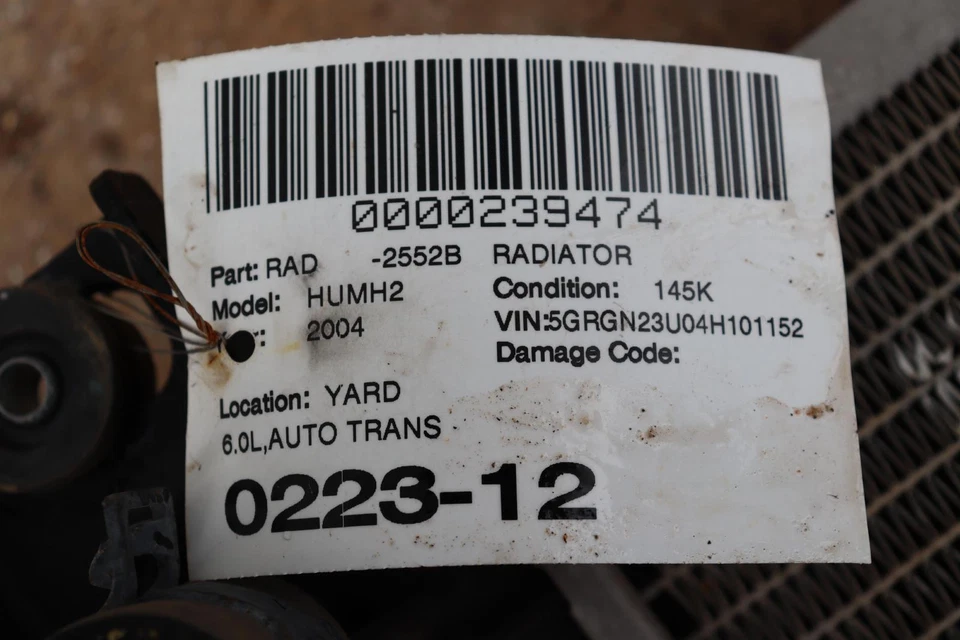 0000239474
Part: RAD -2552B RADIATOR
Model: HUMH2 Condition: 145K
2004 VIN:5GRGN23U04H101152
Damage Code:
Location: YARD
6.0L,AUTO TRANS
0223-12